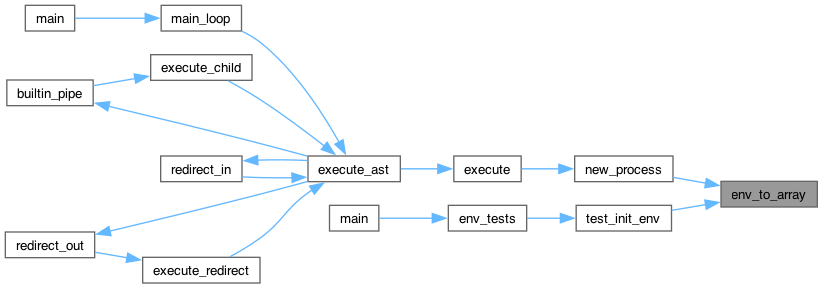 main
main_loop
execute_child
builtin_pipe
redirect_in
execute_ast
execute
new_process
env_to_array
main
env_tests
test_init_env
redirect_out
execute_redirect